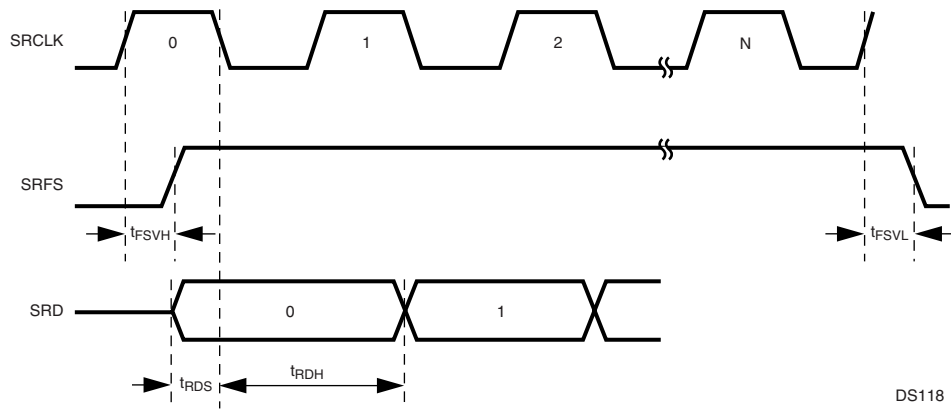 SRCLK
0
1
2
N
SRFS
tFSVH
tFSVL
SRD
0
1
tRDS
tRDH
DS118